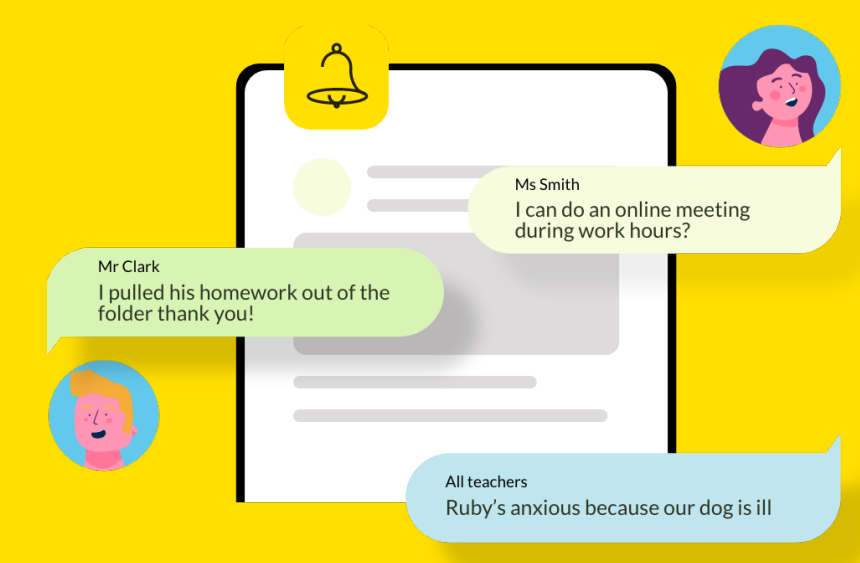 Ms Smith
I can do an online meeting
during work hours?
Mr Clark
I pulled his homework out of the
folder thank you!
All teachers
Ruby’s anxious because our dog is ill